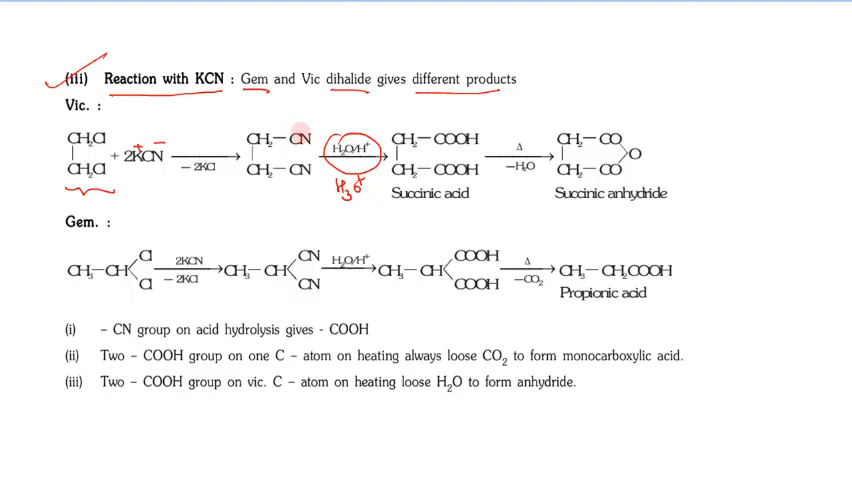 (iii) Reaction with KCN : Gem and Vic dihalide gives different products
Vic. :
CH₂Cl CH₂—CN H₂O/H⁺ CH₂—COOH Δ CH₂—CO
+ 2KCN —2KCl —H₂O O
CH₂Cl CH₂—CN H₃O⁺ CH₂—COOH CH₂—CO
Succinic acid Succinic anhydride
Gem. :
Cl 2KCN CN H₂O/H⁺ COOH Δ
CH₃—CH —2KCl CH₃—CH CH₃—CH —CO₂ CH₃—CH₂COOH
Cl CN COOH Propionic acid
(i) – CN group on acid hydrolysis gives - COOH
(ii) Two – COOH group on one C – atom on heating always loose CO₂ to form monocarboxylic acid.
(iii) Two – COOH group on vic. C – atom on heating loose H₂O to form anhydride.